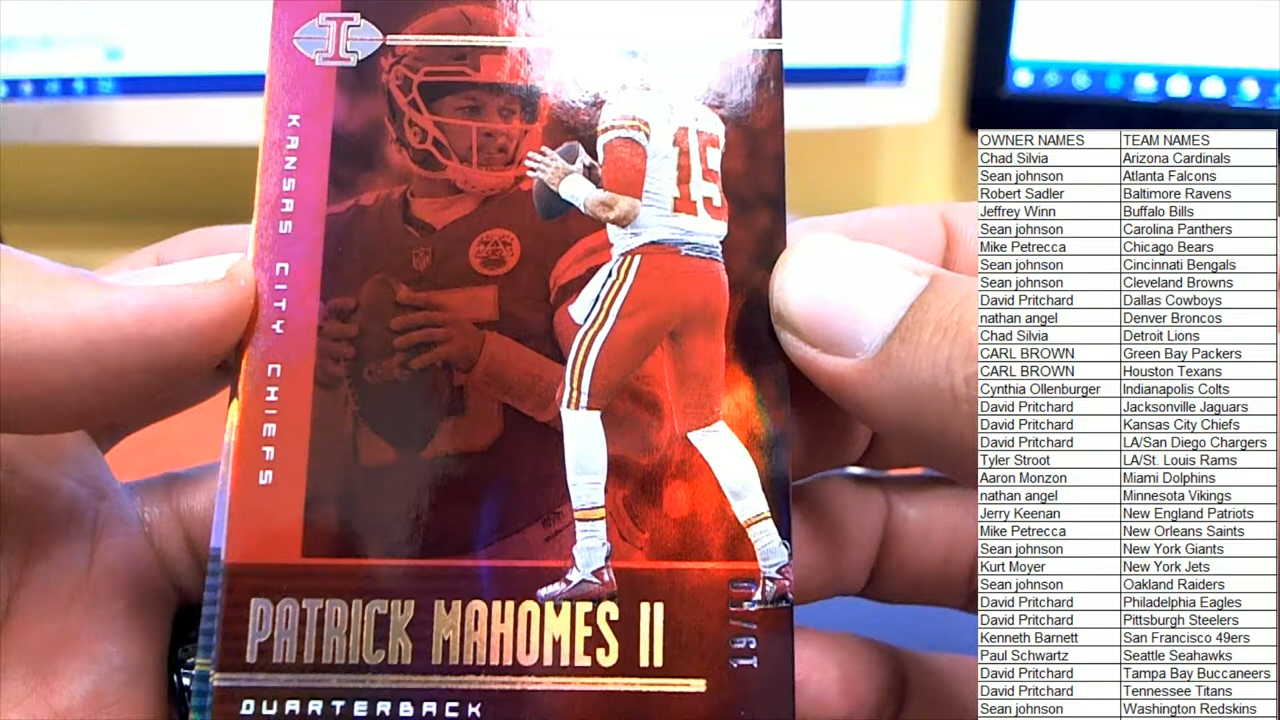 I
KANSAS CITY CHIEFS
15
NFL
PATRICK MAHOMES II
QUARTERBACK
OWNER NAMES TEAM NAMES
Chad Silvia Arizona Cardinals
Sean johnson Atlanta Falcons
Robert Sadler Baltimore Ravens
Jeffrey Winn Buffalo Bills
Sean johnson Carolina Panthers
Mike Petrecca Chicago Bears
Sean johnson Cincinnati Bengals
Sean johnson Cleveland Browns
David Pritchard Dallas Cowboys
nathan angel Denver Broncos
Chad Silvia Detroit Lions
CARL BROWN Green Bay Packers
CARL BROWN Houston Texans
Cynthia Ollenburger Indianapolis Colts
David Pritchard Jacksonville Jaguars
David Pritchard Kansas City Chiefs
David Pritchard LA/San Diego Chargers
Tyler Stroot LA/St. Louis Rams
Aaron Monzon Miami Dolphins
nathan angel Minnesota Vikings
Jerry Keenan New England Patriots
Mike Petrecca New Orleans Saints
Sean johnson New York Giants
Kurt Moyer New York Jets
Sean johnson Oakland Raiders
David Pritchard Philadelphia Eagles
David Pritchard Pittsburgh Steelers
Kenneth Barnett San Francisco 49ers
Paul Schwartz Seattle Seahawks
David Pritchard Tampa Bay Buccaneers
David Pritchard Tennessee Titans
Sean johnson Washington Redskins